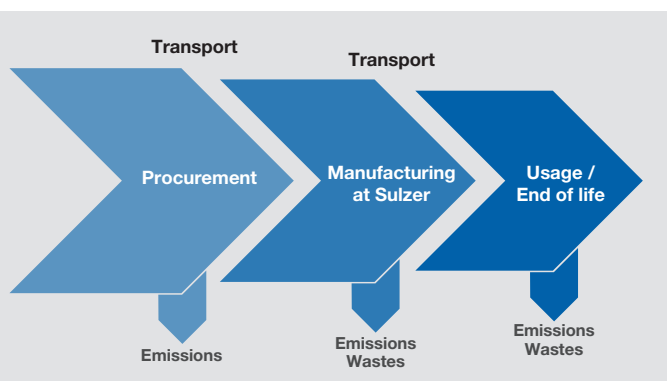 Transport
Transport
Procurement
Manufacturing
at Sulzer
Usage /
End of life
Emissions
Emissions
Wastes
Emissions
Wastes